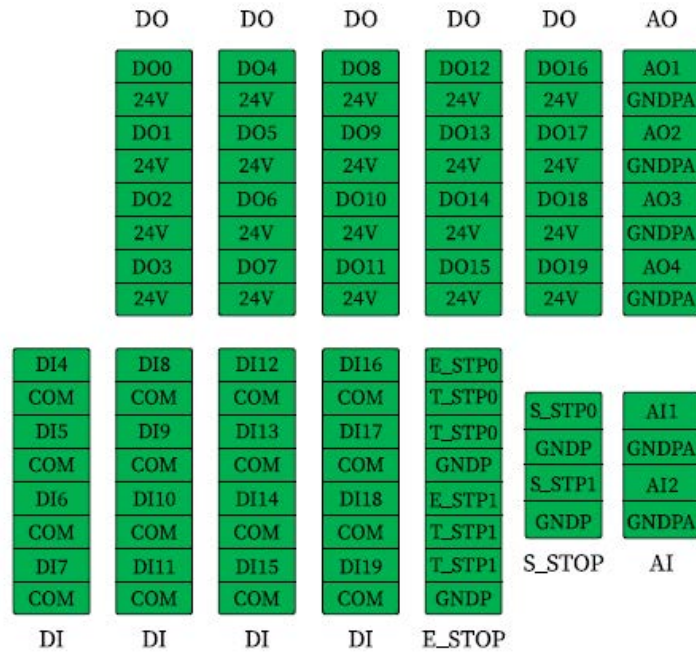 DO DO DO DO DO AO
DO0 DO4 DO8 DO12 DO16 AO1
24V 24V 24V 24V 24V GNDPA
DO1 DO5 DO9 DO13 DO17 AO2
24V 24V 24V 24V 24V GNDPA
DO2 DO6 DO10 DO14 DO18 AO3
24V 24V 24V 24V 24V GNDPA
DO3 DO7 DO11 DO15 DO19 AO4
24V 24V 24V 24V 24V GNDPA
DI4 DI8 DI12 DI16 E_STP0
COM COM COM COM T_STP0 S_STP0 AI1
DI5 DI9 DI13 DI17 T_STP0
COM COM COM COM GNDP GNDP GNDPA
DI6 DI10 DI14 DI18 E_STP1 S_STP1 AI2
COM COM COM COM T_STP1 GNDP GNDPA
DI7 DI11 DI15 DI19 T_STP1 S_STOP AI
COM COM COM COM GNDP
DI DI DI DI E_STOP